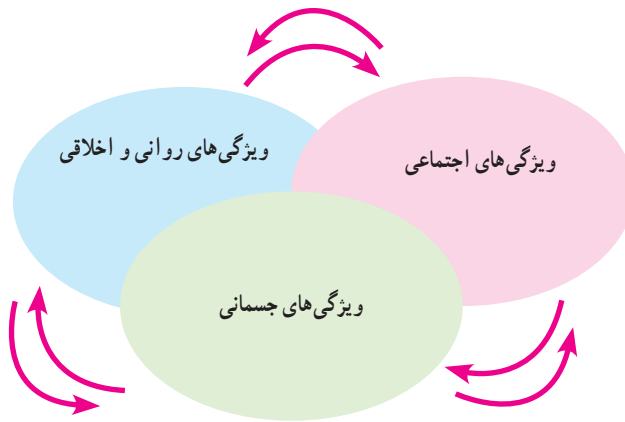 ویژگی‌های اجتماعی
ویژگی‌های روانی و اخلاقی
ویژگی‌های جسمانی